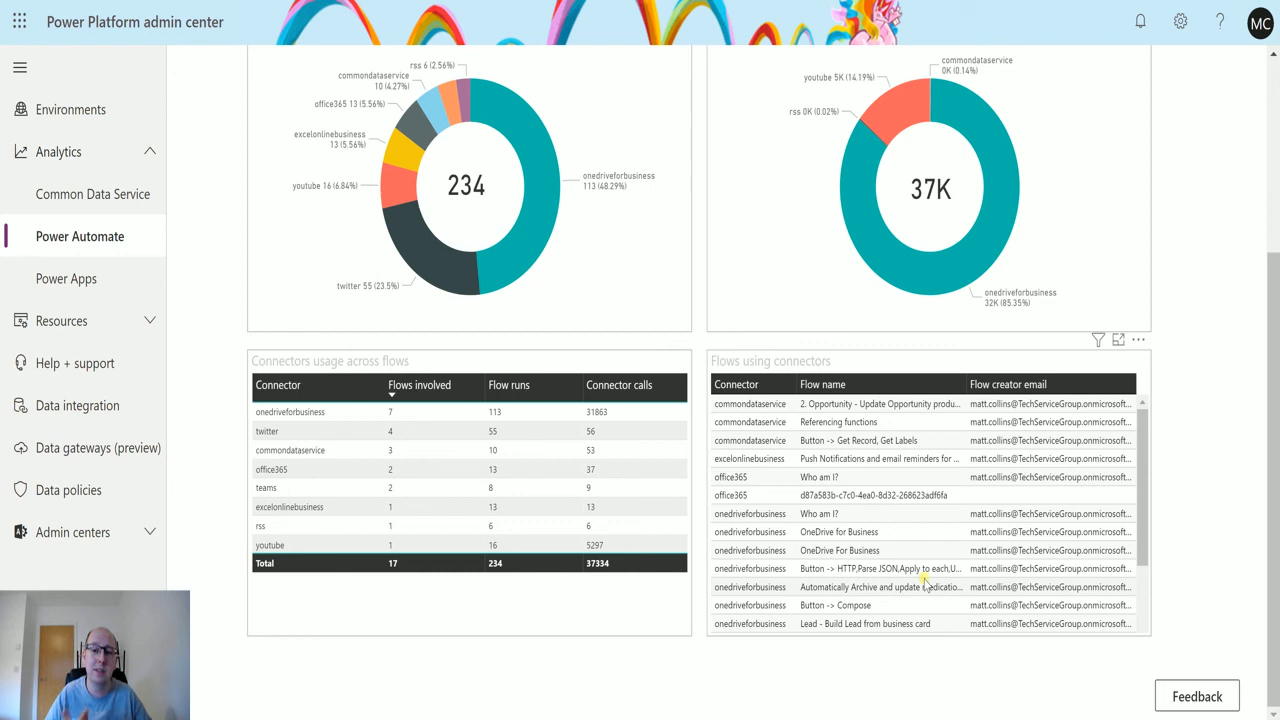 Power Platform admin center
MC
Environments
Analytics
Common Data Service
Power Automate
Power Apps
Resources
Help + support
Data integration
Data gateways (preview)
Data policies
Admin centers
rss 6 (2.56%)
commondataservice
10 (4.27%)
office365 13 (5.56%)
excelonlinebusiness
13 (5.56%)
youtube 16 (6.84%)
twitter 55 (23.5%)
onedriveforbusiness
113 (48.29%)
234
commondataservice
0K (0.14%)
youtube 5K (14.19%)
rss 0K (0.02%)
onedriveforbusiness
32K (85.35%)
37K
Connectors usage across flows
Connector Flows involved Flow runs Connector calls
onedriveforbusiness 7 113 31863
twitter 4 55 56
commondataservice 3 10 53
office365 2 13 37
teams 2 8 9
excelonlinebusiness 1 13 13
rss 1 6 6
youtube 1 16 5297
Total 17 234 37334
Flows using connectors
Connector Flow name Flow creator email
commondataservice 2. Opportunity - Update Opportunity produ... matt.collins@TechServiceGroup.onmicrosoft...
commondataservice Referencing functions matt.collins@TechServiceGroup.onmicrosoft...
commondataservice Button -> Get Record, Get Labels matt.collins@TechServiceGroup.onmicrosoft...
excelonlinebusiness Push Notifications and email reminders for ... matt.collins@TechServiceGroup.onmicrosoft...
office365 Who am I? matt.collins@TechServiceGroup.onmicrosoft...
office365 d87a583b-c7c0-4ea0-8d32-268623adf6fa
onedriveforbusiness Who am I? matt.collins@TechServiceGroup.onmicrosoft...
onedriveforbusiness OneDrive for Business matt.collins@TechServiceGroup.onmicrosoft...
onedriveforbusiness OneDrive For Business matt.collins@TechServiceGroup.onmicrosoft...
onedriveforbusiness Button -> HTTP,Parse JSON,Apply to each,U... matt.collins@TechServiceGroup.onmicrosoft...
onedriveforbusiness Automatically Archive and update matt.collins@TechServiceGroup.onmicrosoft...
onedriveforbusiness Button -> Compose matt.collins@TechServiceGroup.onmicrosoft...
onedriveforbusiness Lead - Build Lead from business card matt.collins@TechServiceGroup.onmicrosoft...
Feedback